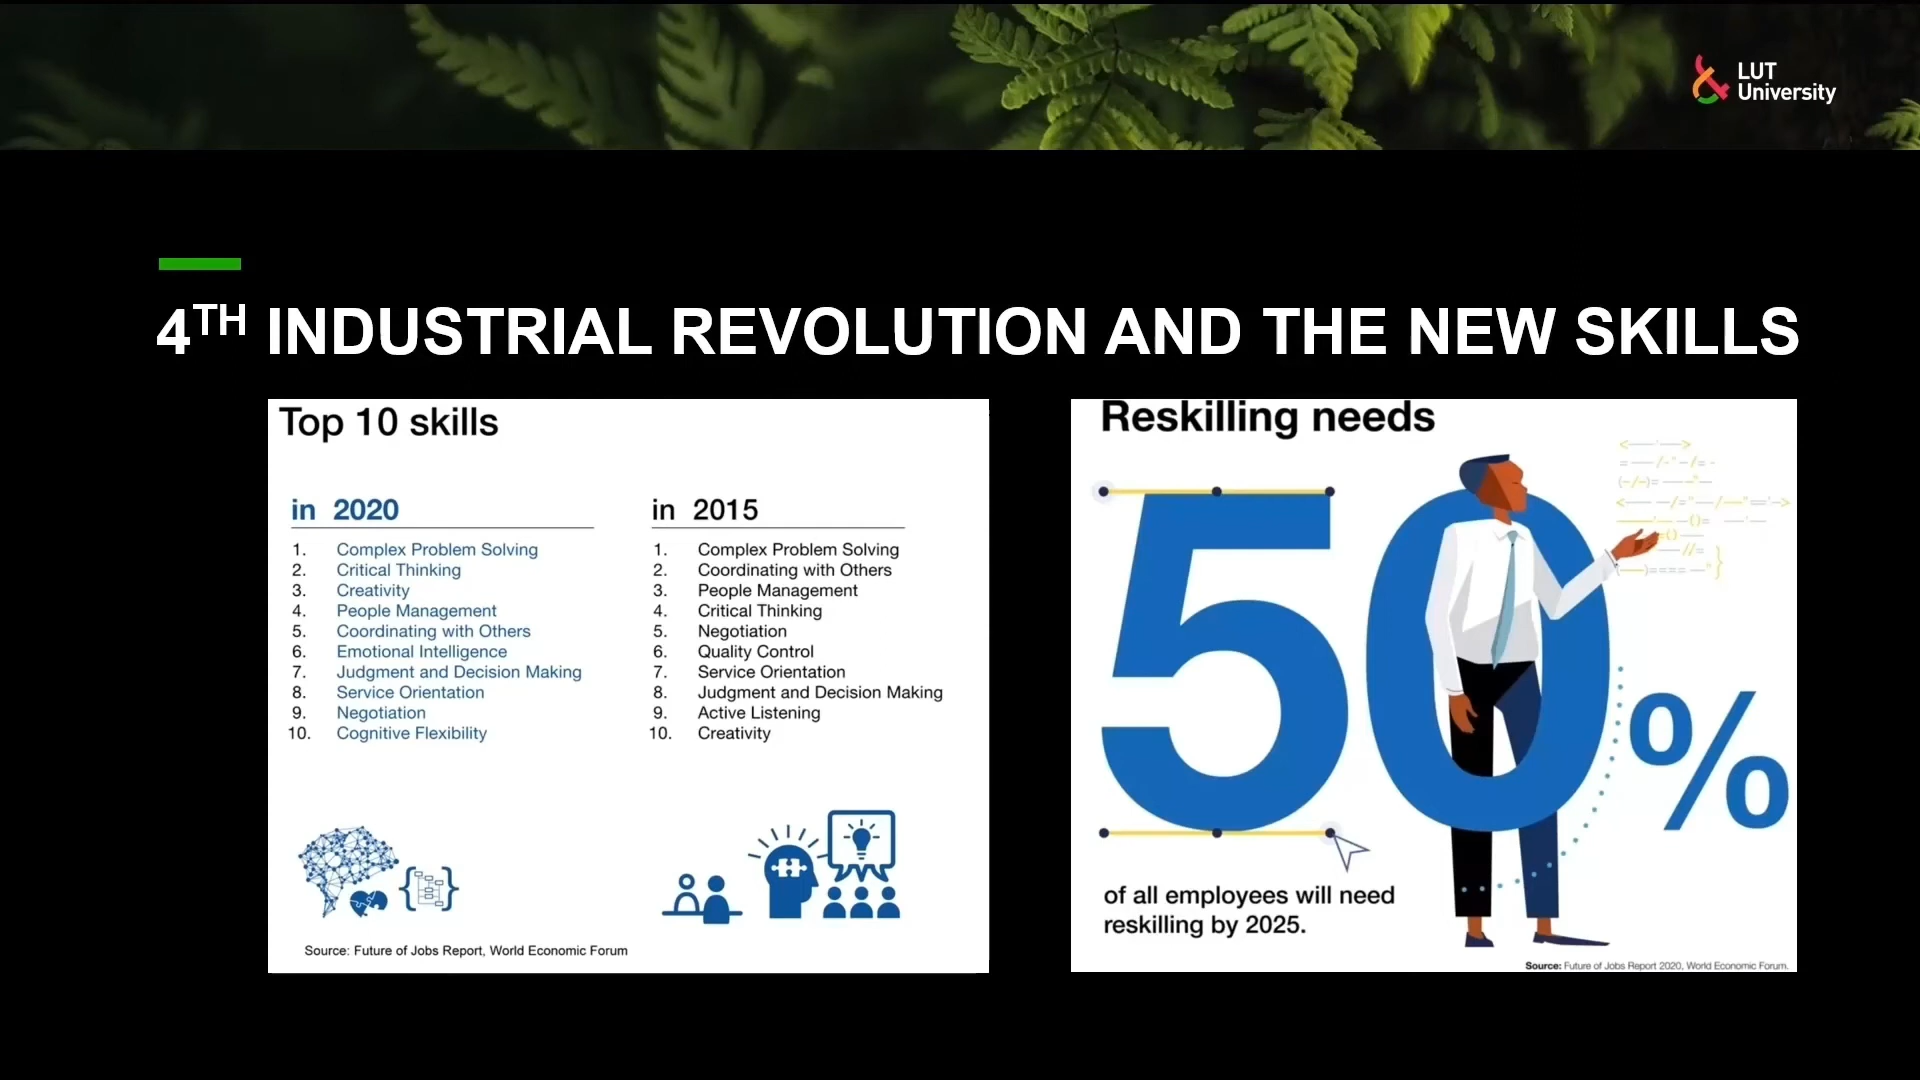 LUT
University
4TH INDUSTRIAL REVOLUTION AND THE NEW SKILLS
Top 10 skills
in 2020
1. Complex Problem Solving
2. Critical Thinking
3. Creativity
4. People Management
5. Coordinating with Others
6. Emotional Intelligence
7. Judgment and Decision Making
8. Service Orientation
9. Negotiation
10. Cognitive Flexibility
in 2015
1. Complex Problem Solving
2. Coordinating with Others
3. People Management
4. Critical Thinking
5. Negotiation
6. Quality Control
7. Service Orientation
8. Judgment and Decision Making
9. Active Listening
10. Creativity
Source: Future of Jobs Report, World Economic Forum
Reskilling needs
50%
of all employees will need
reskilling by 2025.
Source: Future of Jobs Report 2020, World Economic Forum.